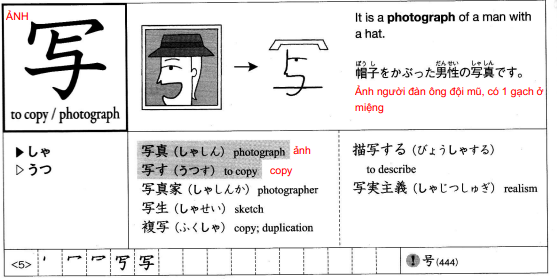 ẢNH
写
to copy / photograph
It is a photograph of a man with
a hat.
帽子をかぶった男性の写真です。
ぼうし
だんせい
しゃしん
Ảnh người đàn ông đội mũ, có 1 gạch ở
miệng
▶しゃ
▷うつ
写真(しゃしん) photograph ảnh
写す(うつす) to copy copy
写真家(しゃしんか) photographer
写生(しゃせい) sketch
複写(ふくしゃ) copy; duplication
描写する(びょうしゃする)
to describe
写実主義(しゃじつしゅぎ) realism
<5>
写
写
! 号(444)